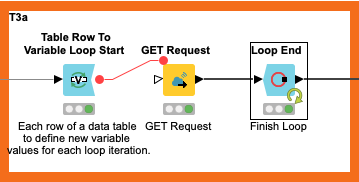 T3a
Table Row To
Variable Loop Start
GET Request
Loop End
Each row of a data table
to define new variable
values for each loop iteration.
GET Request
Finish Loop